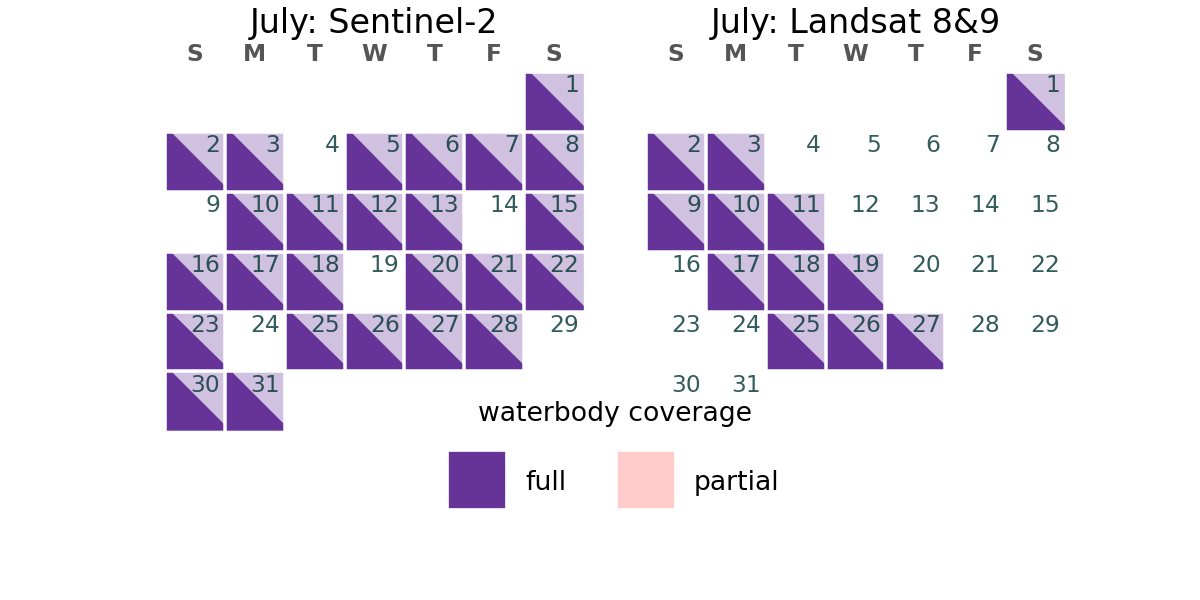 July: Sentinel-2
S M T W T F S
1
2 3 4 5 6 7 8
9 10 11 12 13 14 15
16 17 18 19 20 21 22
23 24 25 26 27 28 29
30 31
July: Landsat 8&9
S M T W T F S
1
2 3 4 5 6 7 8
9 10 11 12 13 14 15
16 17 18 19 20 21 22
23 24 25 26 27 28 29
30 31
waterbody coverage
full partial